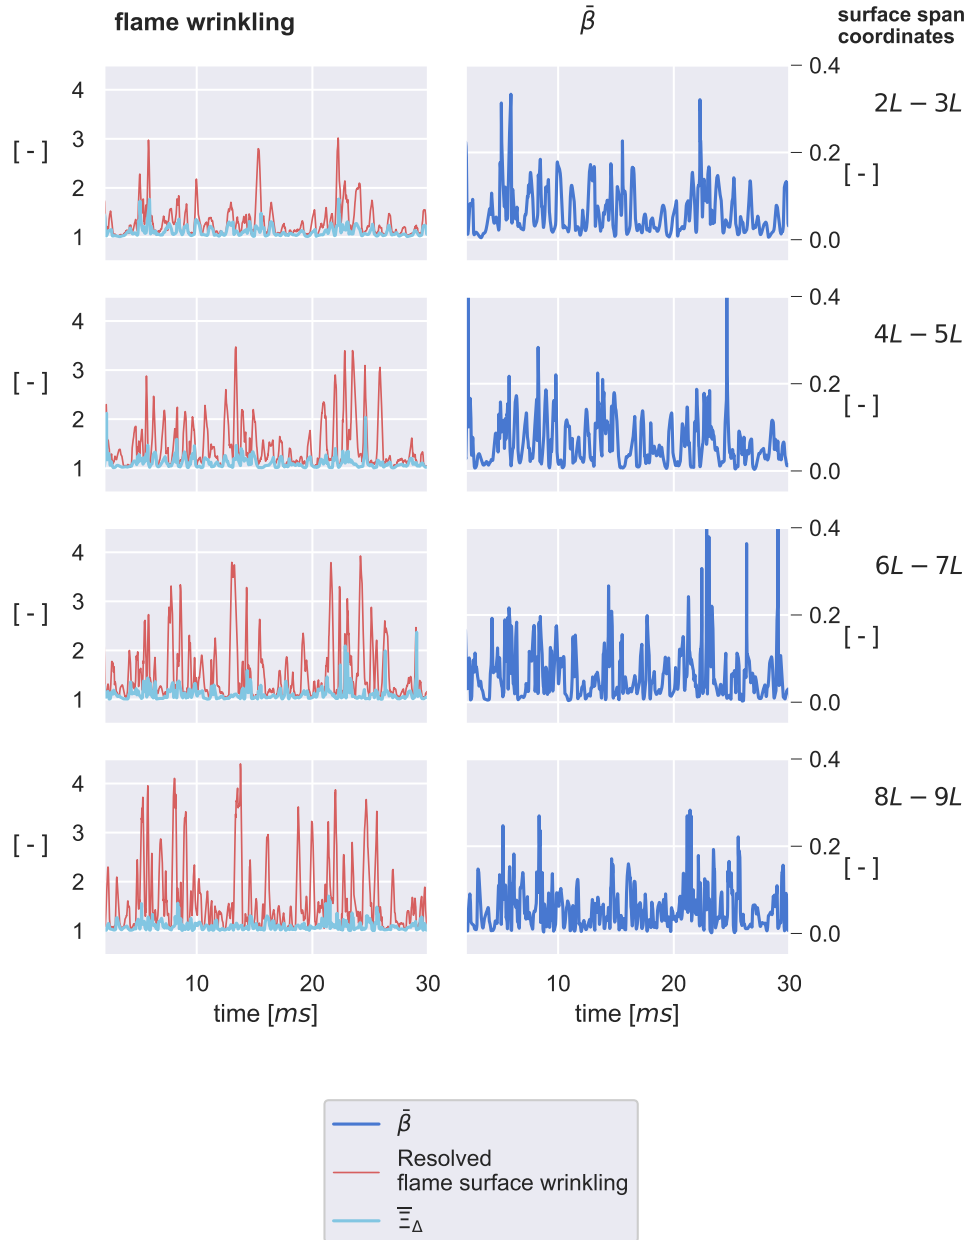 flame wrinkling
β̄
surface span
coordinates
4
3
2
1
[ - ]
0.4
0.2
0.0
[ - ]
2L − 3L
4
3
2
1
[ - ]
0.4
0.2
0.0
[ - ]
4L − 5L
4
3
2
1
[ - ]
0.4
0.2
0.0
[ - ]
6L − 7L
4
3
2
1
[ - ]
0.4
0.2
0.0
[ - ]
8L − 9L
10 20 30
10 20 30
time [ms]
time [ms]
β̄
Resolved
flame surface wrinkling
Ξ̄Δ